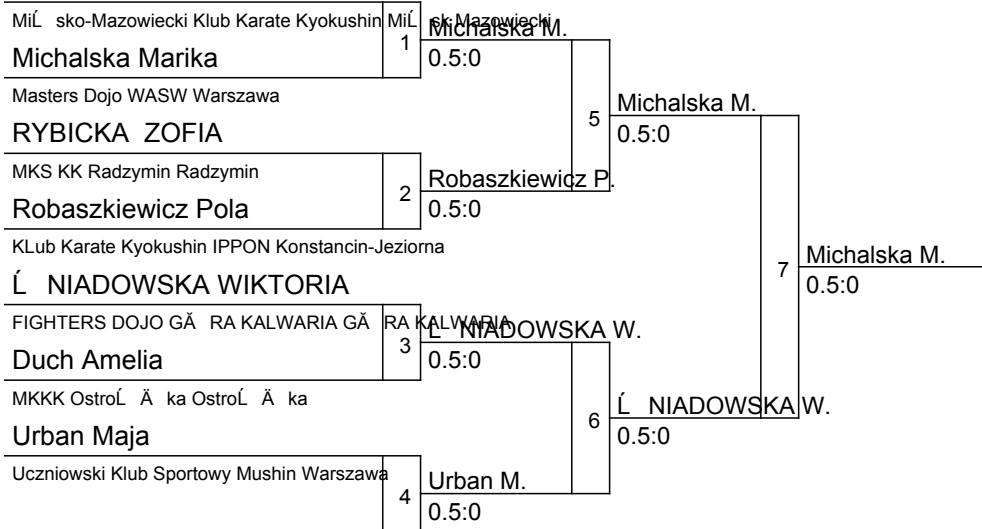 MiĹ sko-Mazowiecki Klub Karate Kyokushin MiĹ sk Mazowiecki
Michalska Marika
1
Michalska M.
0.5:0
Masters Dojo WASW Warszawa
RYBICKA ZOFIA
5
Michalska M.
0.5:0
MKS KK Radzymin Radzymin
Robaszkiewicz Pola
2
Robaszkiewicz P.
0.5:0
KLub Karate Kyokushin IPPON Konstancin-Jeziorna
Ĺ NIADOWSKA WIKTORIA
7
Michalska M.
0.5:0
FIGHTERS DOJO GĂ RA KALWARIA GĂ RA KALWARIA
Duch Amelia
3
Ĺ NIADOWSKA W.
0.5:0
MKKK OstroĹ Ä ka OstroĹ Ä ka
Urban Maja
6
Ĺ NIADOWSKA W.
0.5:0
Uczniowski Klub Sportowy Mushin Warszawa
4
Urban M.
0.5:0